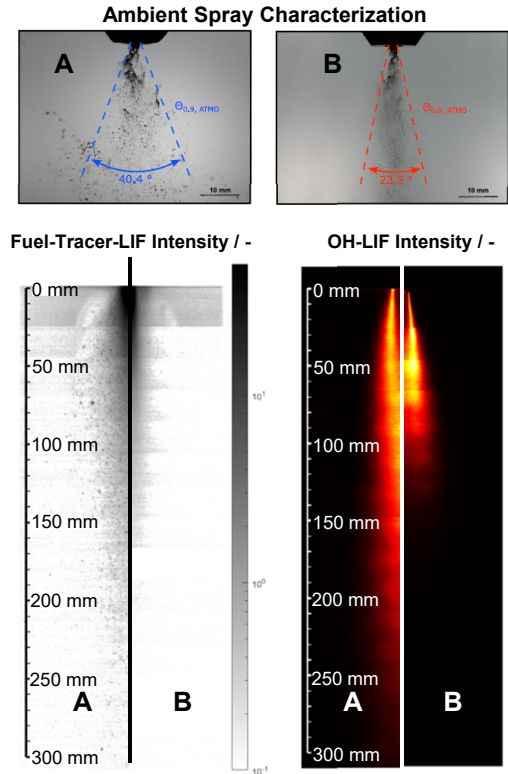 Ambient Spray Characterization
A
Θ0.9, ATMO
40.4 °
10 mm
B
Θ0.9, ATMO
23.5 °
10 mm
Fuel-Tracer-LIF Intensity / -
0 mm
50 mm
100 mm
150 mm
200 mm
250 mm
300 mm
A
B
10¹
10⁰
10⁻¹
OH-LIF Intensity / -
0 mm
50 mm
100 mm
150 mm
200 mm
250 mm
300 mm
A
B